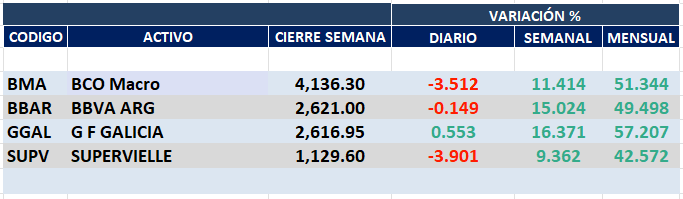 VARIACIÓN %
CODIGO ACTIVO CIERRE SEMANA DIARIO SEMANAL MENSUAL
BMA BCO Macro 4,136.30 -3.512 11.414 51.344
BBAR BBVA ARG 2,621.00 -0.149 15.024 49.498
GGAL G F GALICIA 2,616.95 0.553 16.371 57.207
SUPV SUPERVIELLE 1,129.60 -3.901 9.362 42.572